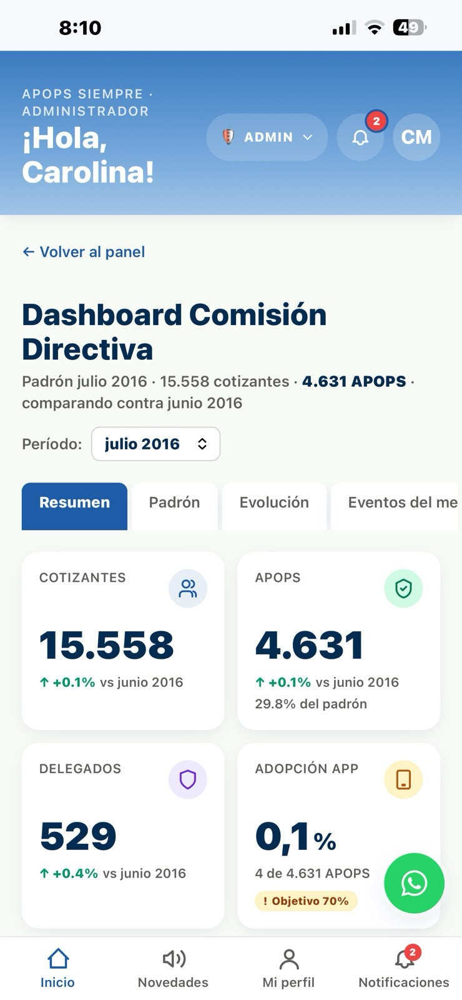 8:10
49
APOPS SIEMPRE ·
ADMINISTRADOR
¡Hola,
Carolina!
ADMIN
2
CM
← Volver al panel
Dashboard Comisión
Directiva
Padrón julio 2016 · 15.558 cotizantes · 4.631 APOPS ·
comparando contra junio 2016
Período: julio 2016
Resumen Padrón Evolución Eventos del me
COTIZANTES
15.558
↑ +0.1% vs junio 2016
APOPS
4.631
↑ +0.1% vs junio 2016
29.8% del padrón
DELEGADOS
529
↑ +0.4% vs junio 2016
ADOPCIÓN APP
0,1%
4 de 4.631 APOPS
! Objetivo 70%
2
Inicio Novedades Mi perfil Notificaciones